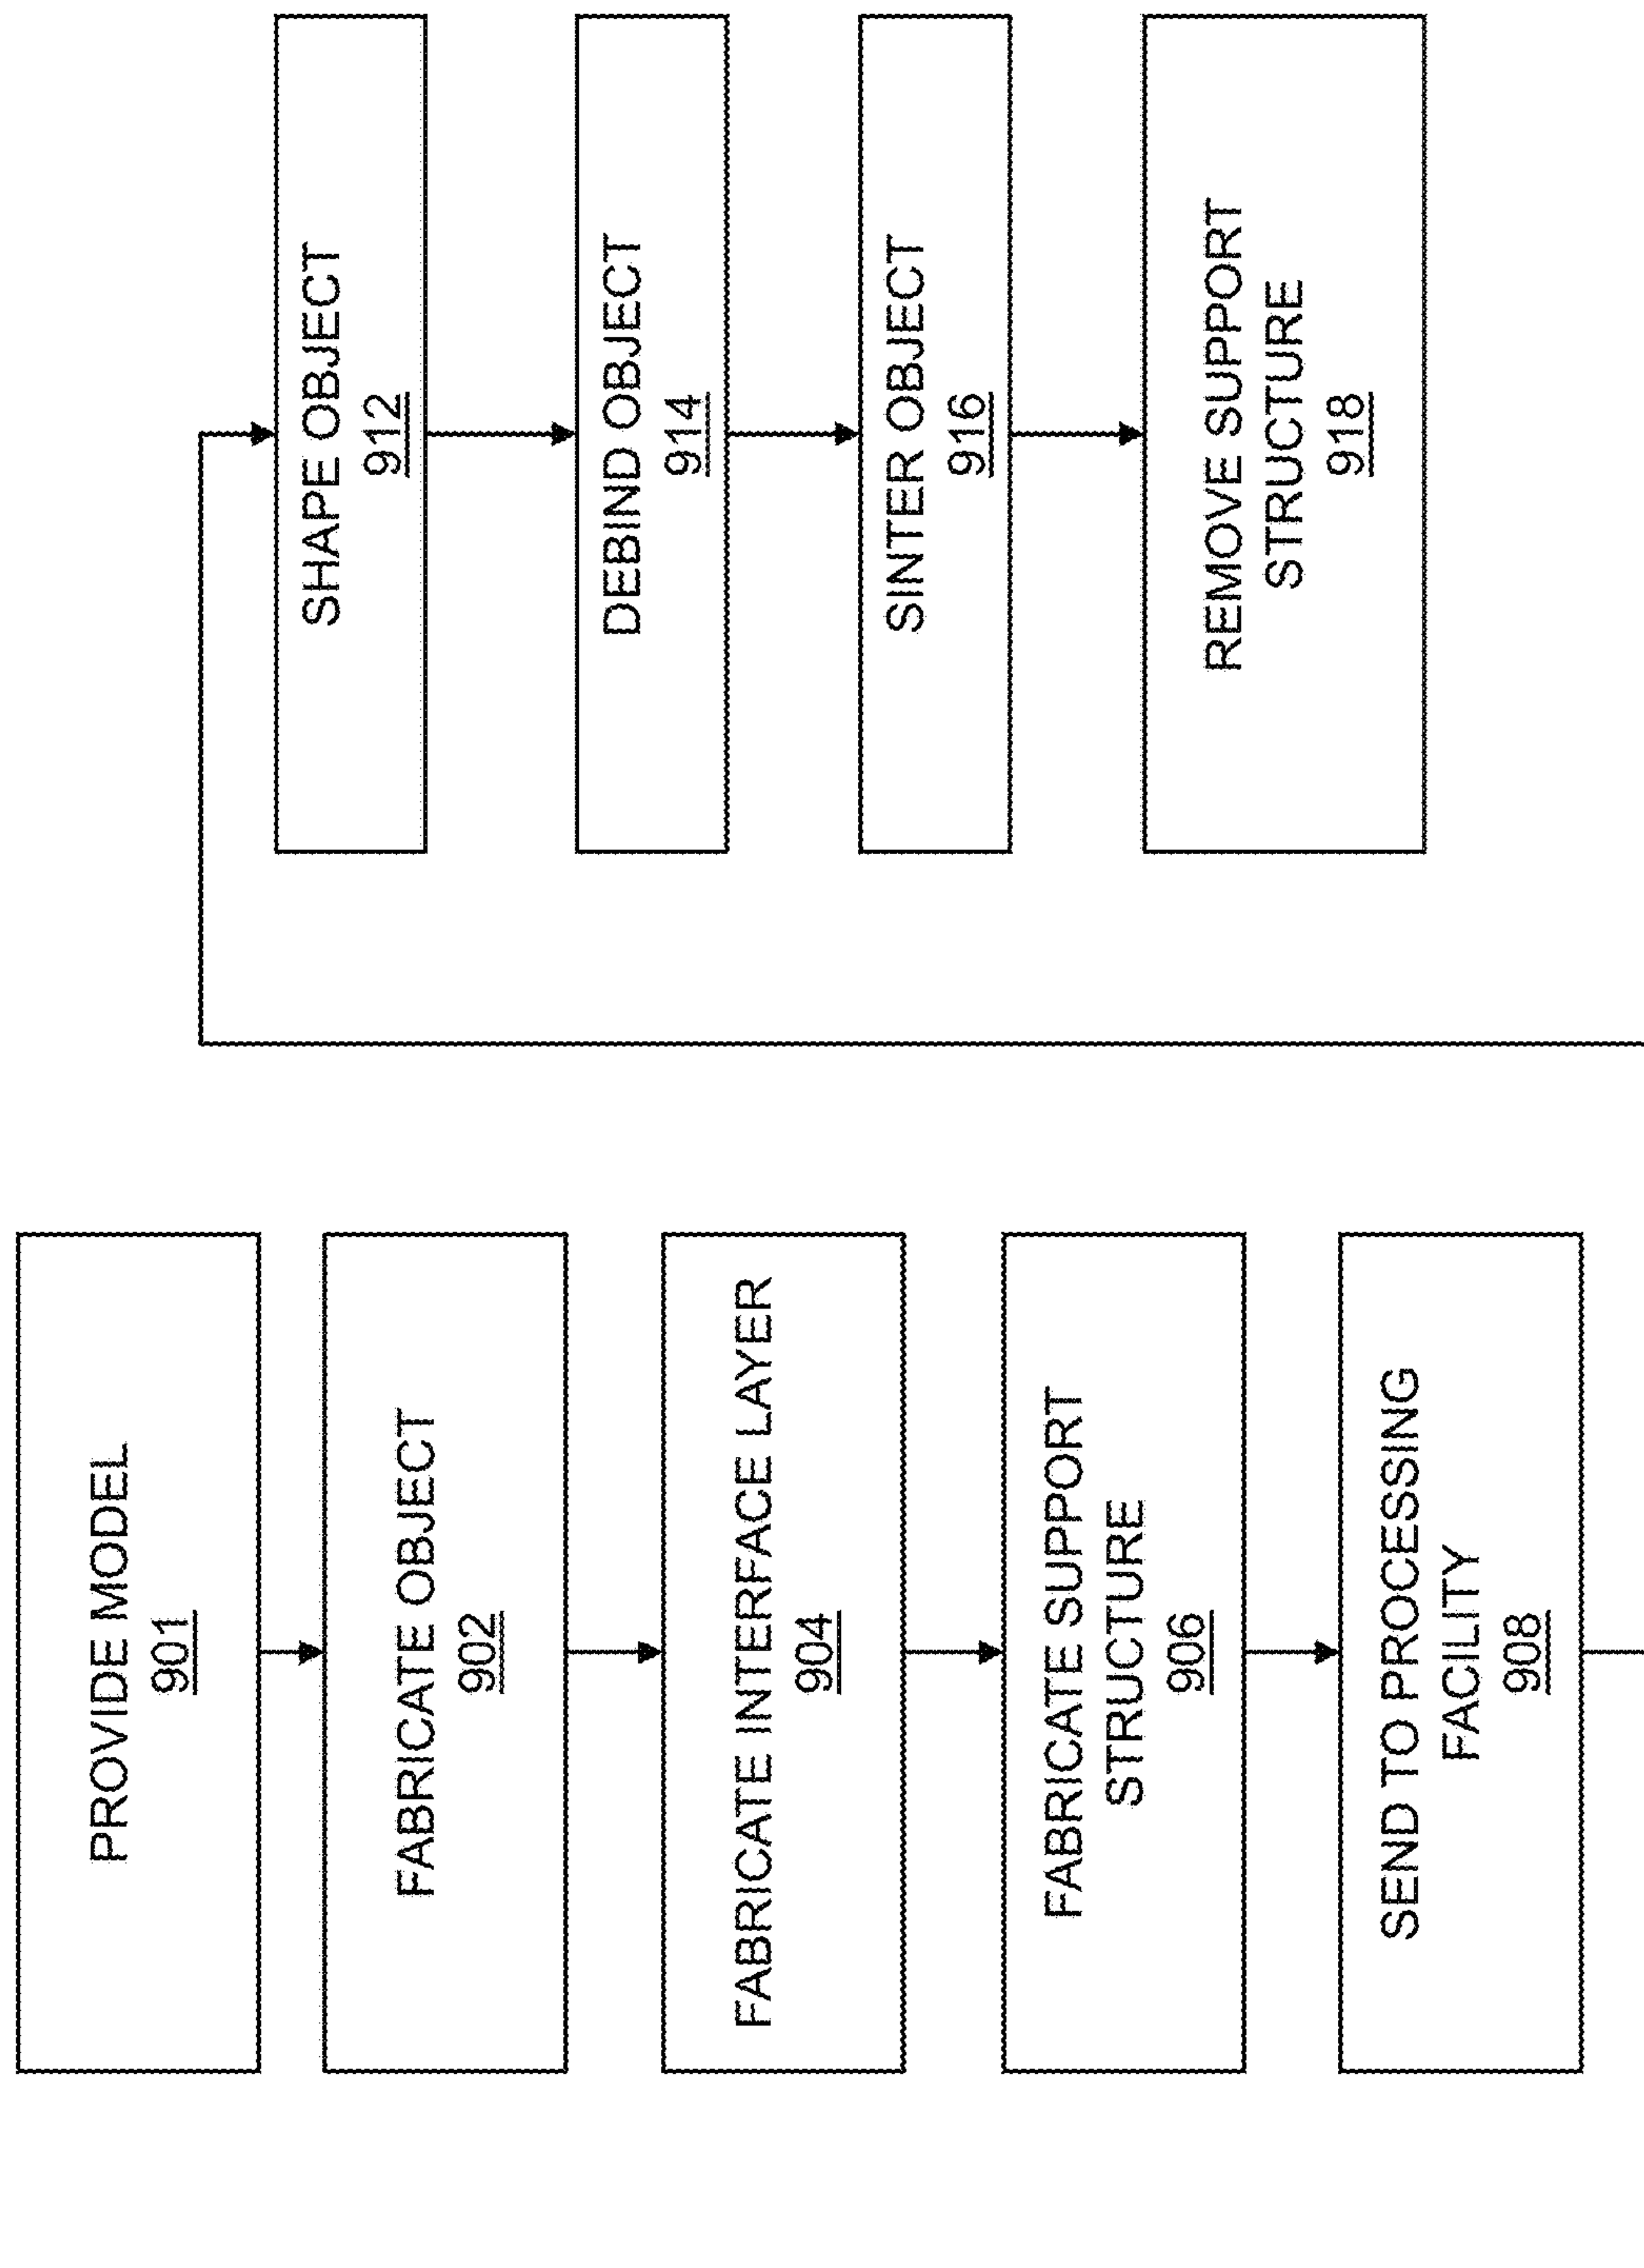 PROVIDE MODEL
901
FABRICATE OBJECT
902
FABRICATE INTERFACE LAYER
904
FABRICATE SUPPORT
STRUCTURE
906
SEND TO PROCESSING
FACILITY
908
SHAPE OBJECT
912
DEBIND OBJECT
914
SINTER OBJECT
916
REMOVE SUPPORT
STRUCTURE
918